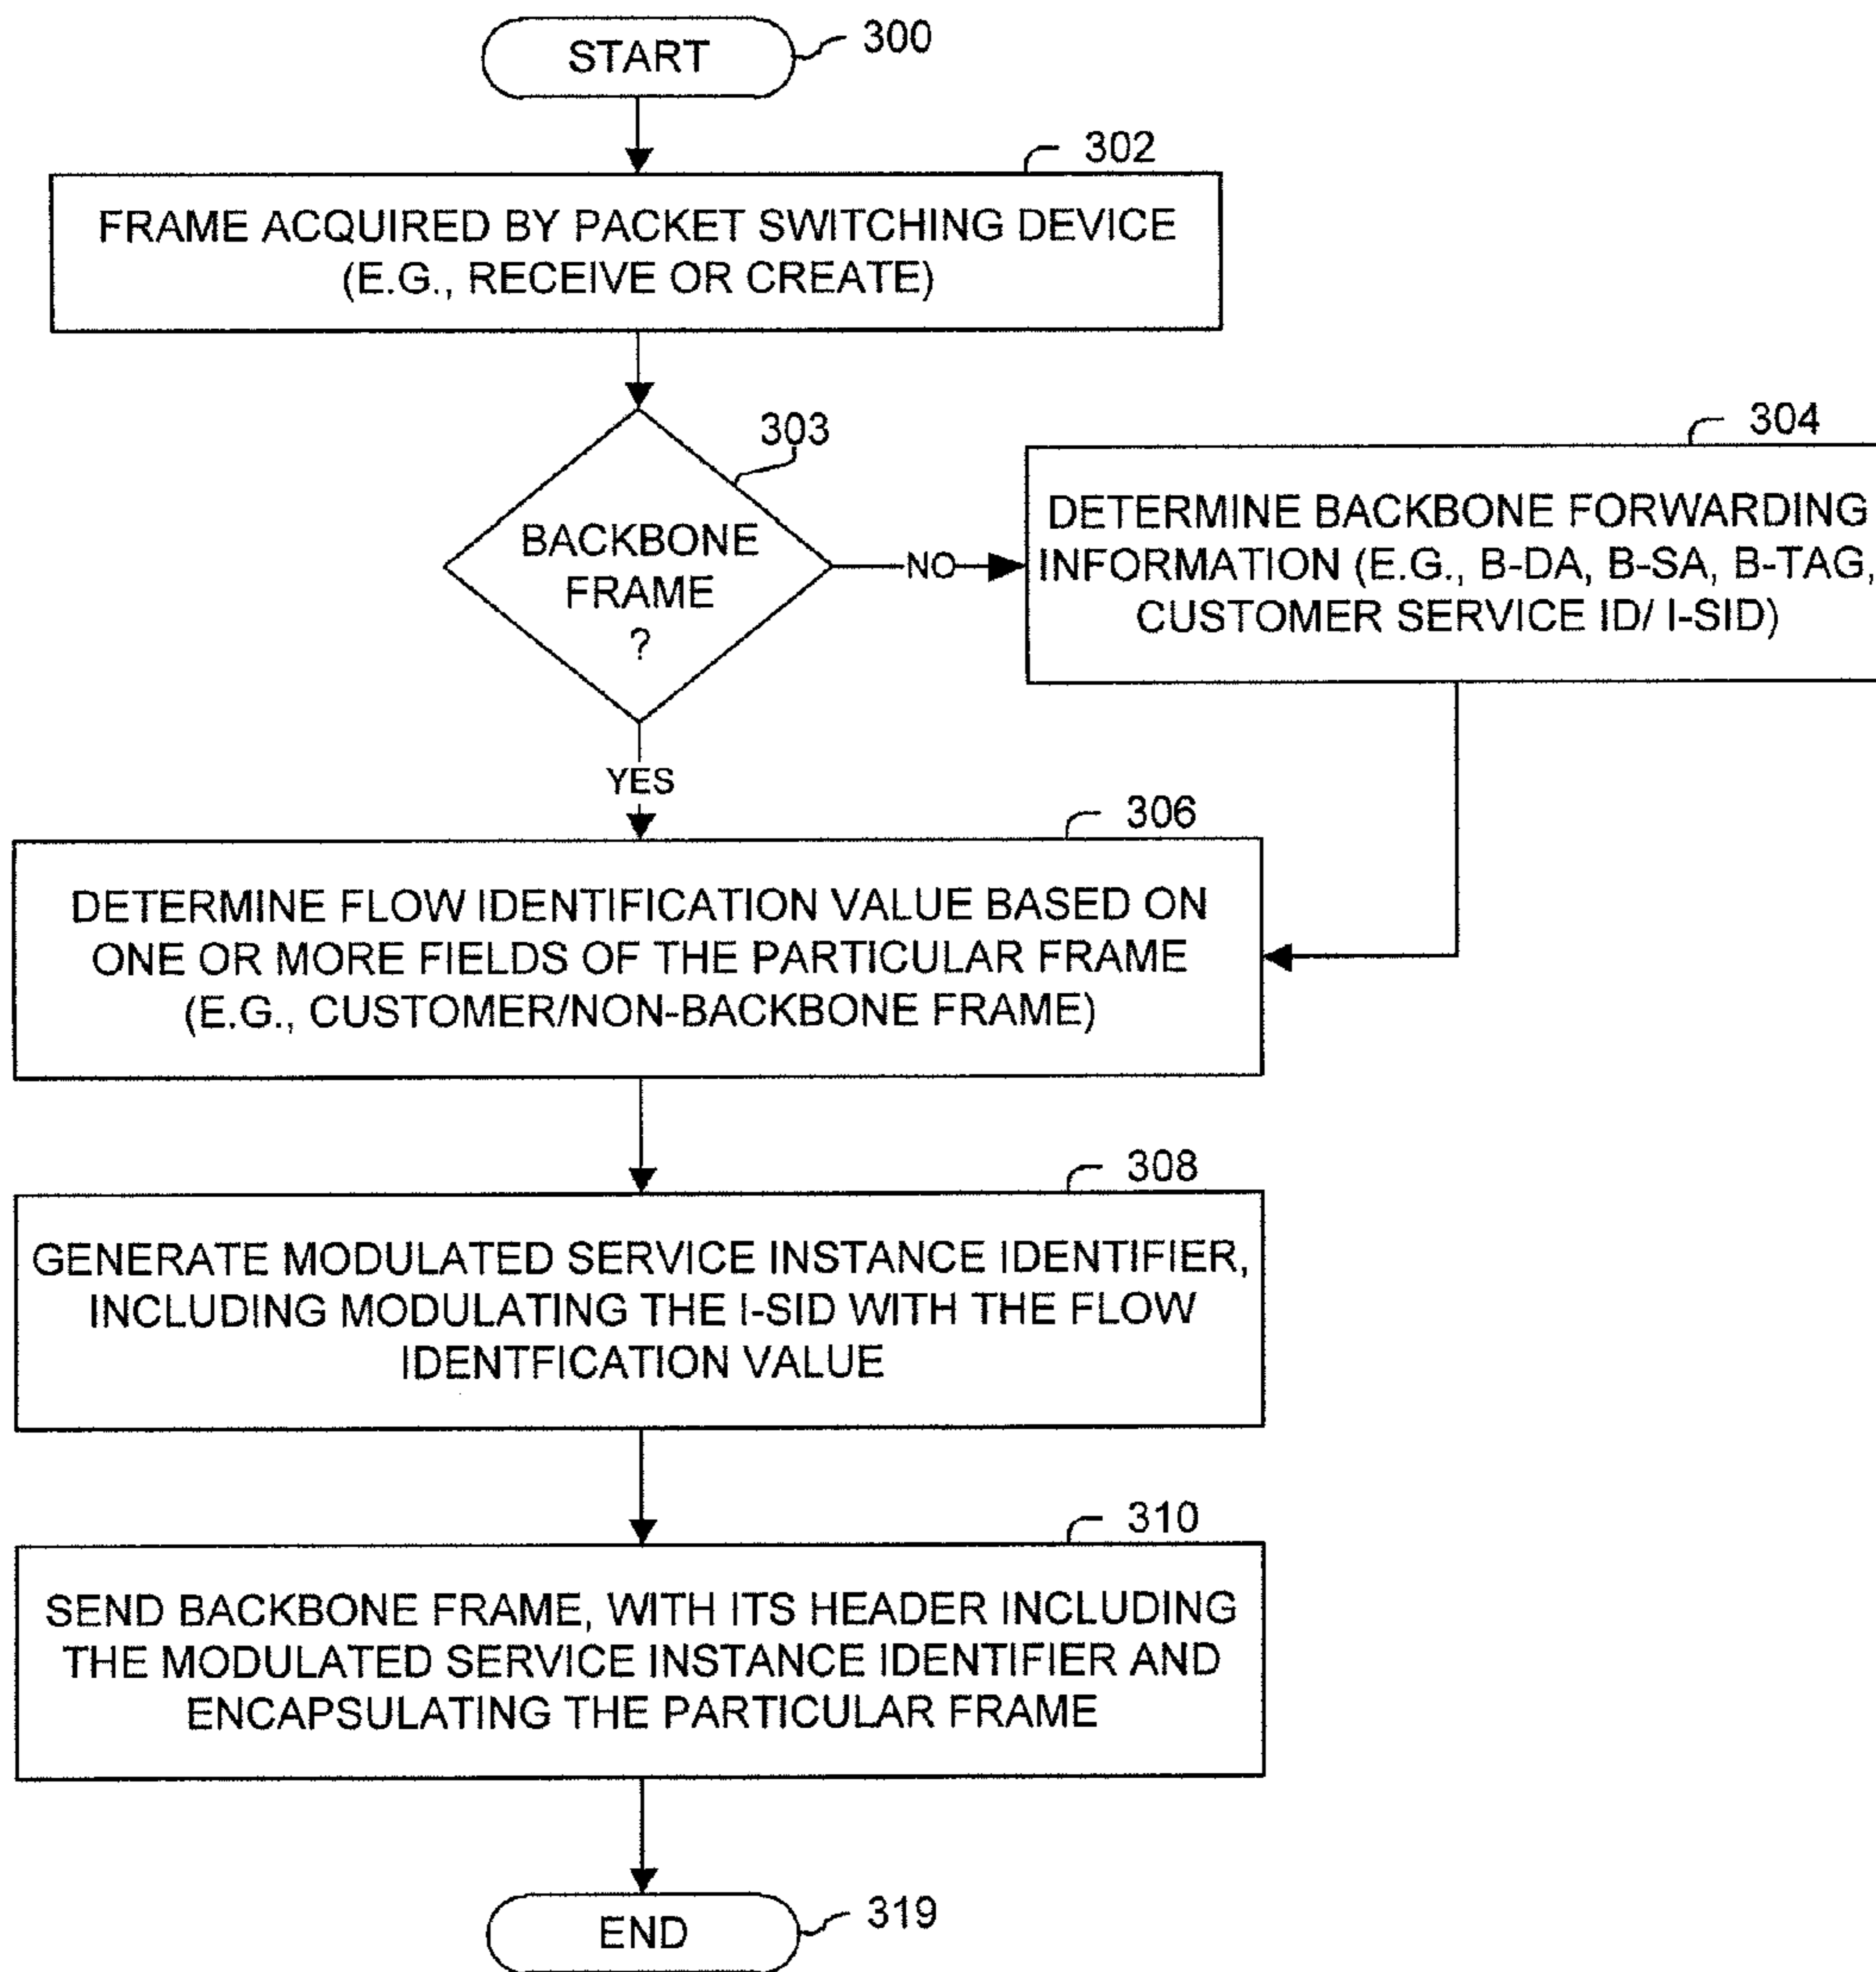 START
300
302
FRAME ACQUIRED BY PACKET SWITCHING DEVICE
(E.G., RECEIVE OR CREATE)
303
BACKBONE
FRAME
?
NO
304
DETERMINE BACKBONE FORWARDING
INFORMATION (E.G., B-DA, B-SA, B-TAG,
CUSTOMER SERVICE ID/ I-SID)
YES
306
DETERMINE FLOW IDENTIFICATION VALUE BASED ON
ONE OR MORE FIELDS OF THE PARTICULAR FRAME
(E.G., CUSTOMER/NON-BACKBONE FRAME)
308
GENERATE MODULATED SERVICE INSTANCE IDENTIFIER,
INCLUDING MODULATING THE I-SID WITH THE FLOW
IDENTFICATION VALUE
310
SEND BACKBONE FRAME, WITH ITS HEADER INCLUDING
THE MODULATED SERVICE INSTANCE IDENTIFIER AND
ENCAPSULATING THE PARTICULAR FRAME
END
319